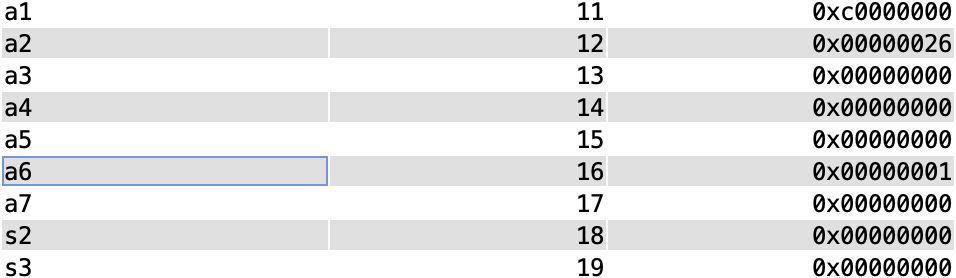 a1 11 0xc0000000
a2 12 0x00000026
a3 13 0x00000000
a4 14 0x00000000
a5 15 0x00000000
a6 16 0x00000001
a7 17 0x00000000
s2 18 0x00000000
s3 19 0x00000000